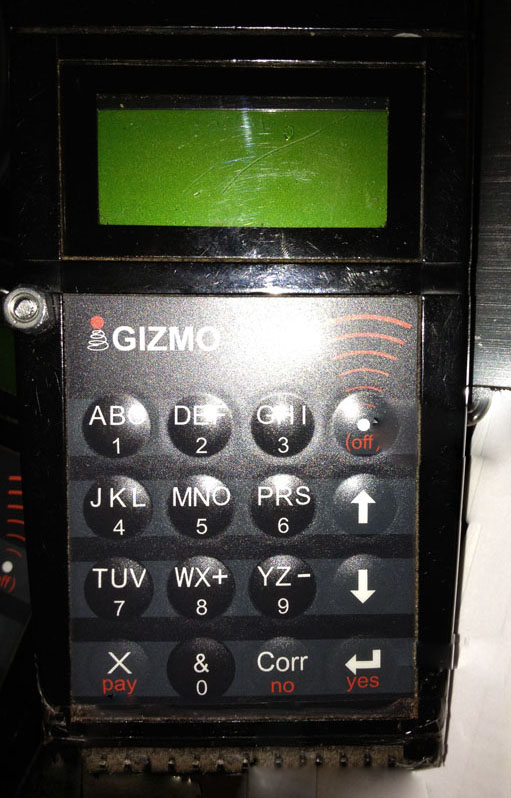 GIZMO
ABC DEF GHI
1 2 3 (off)
JKL MNO PRS
4 5 6
TUV WX+ YZ-
7 8 9
X & Corr
pay 0 no yes